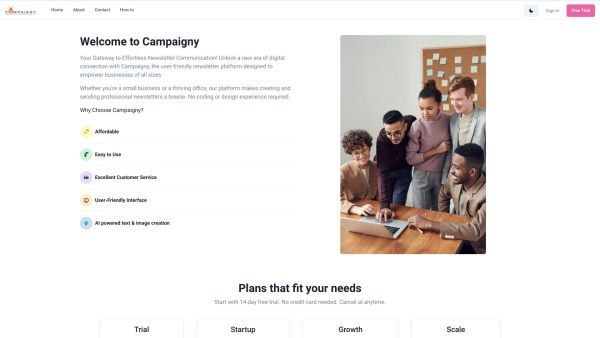 CAMPAIGNY
Home
About
Contact
How to
Sign in
Free Trial
Welcome to Campaigny
Your Gateway to Effortless Newsletter Communication! Unlock a new era of digital
connection with Campaigny, the user-friendly newsletter platform designed to
empower businesses of all sizes.
Whether you're a small business or a thriving office, our platform makes creating and
sending professional newsletters a breeze. No coding or design experience required.
Why Choose Campaigny?
Affordable
Easy to Use
Excellent Customer Service
User-Friendly Interface
AI powered text & image creation
Plans that fit your needs
Start with 14-day free trial. No credit card needed. Cancel at anytime.
Trial
Startup
Growth
Scale